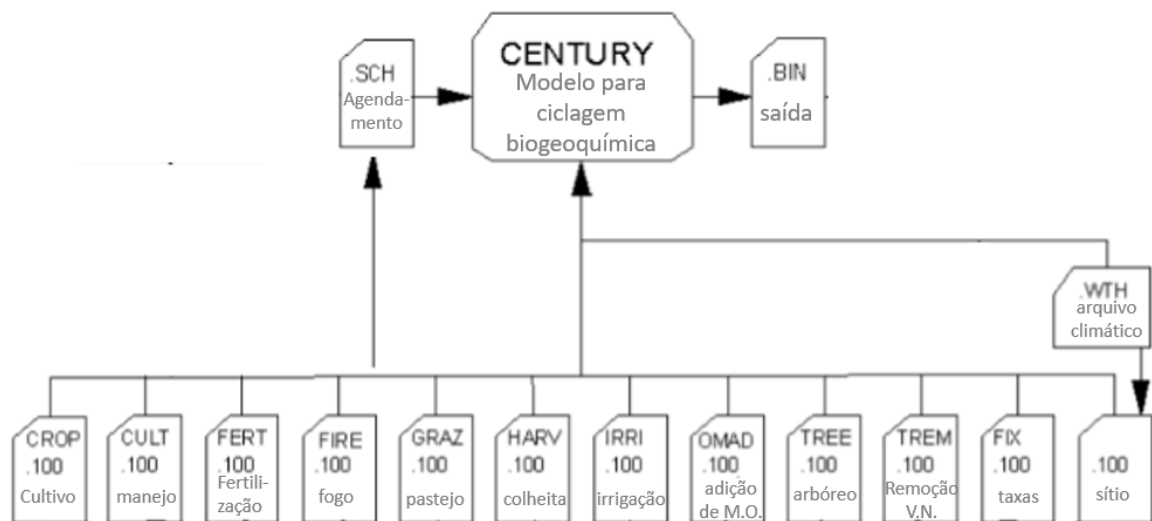 CENTURY
Modelo para
ciclagem
biogeoquímica
.SCH
Agenda-
mento
.BIN
saída
.WTH
arquivo
climático
CROP
.100
Cultivo
CULT
.100
manejo
FERT
.100
Fertili-
zação
FIRE
.100
fogo
GRAZ
.100
pastejo
HARV
.100
colheita
IRRI
.100
irrigação
OMAD
.100
adição
de M.O.
TREE
.100
arbóreo
TREM
.100
Remoção
V.N.
FIX
.100
taxas
.100
sítio